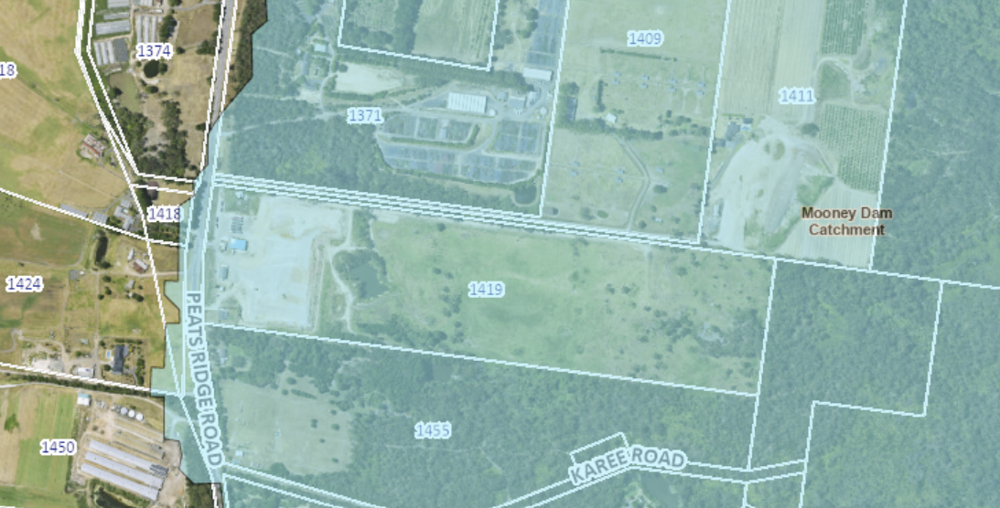 1374
1409
18
1411
1371
1418
Mooney Dam
Catchment
1424
1419
PEATS RIDGE ROAD
1455
1450
KAREE ROAD